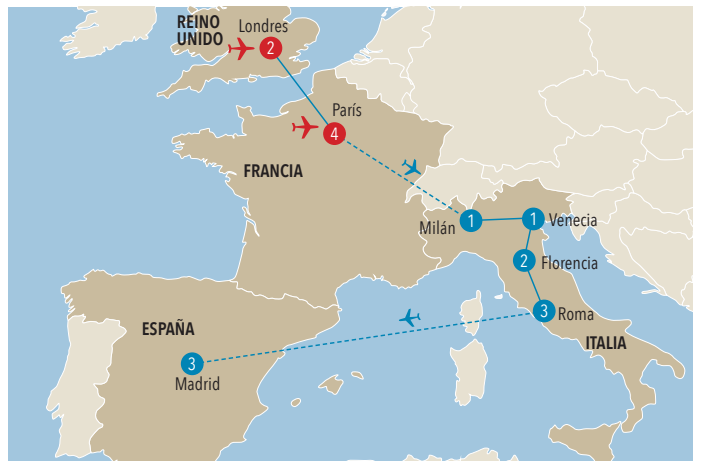 REINO
UNIDO
Londres
2
París
4
FRANCIA
Milán
1
1
Venecia
2
Florencia
3
Roma
ITALIA
ESPAÑA
3
Madrid